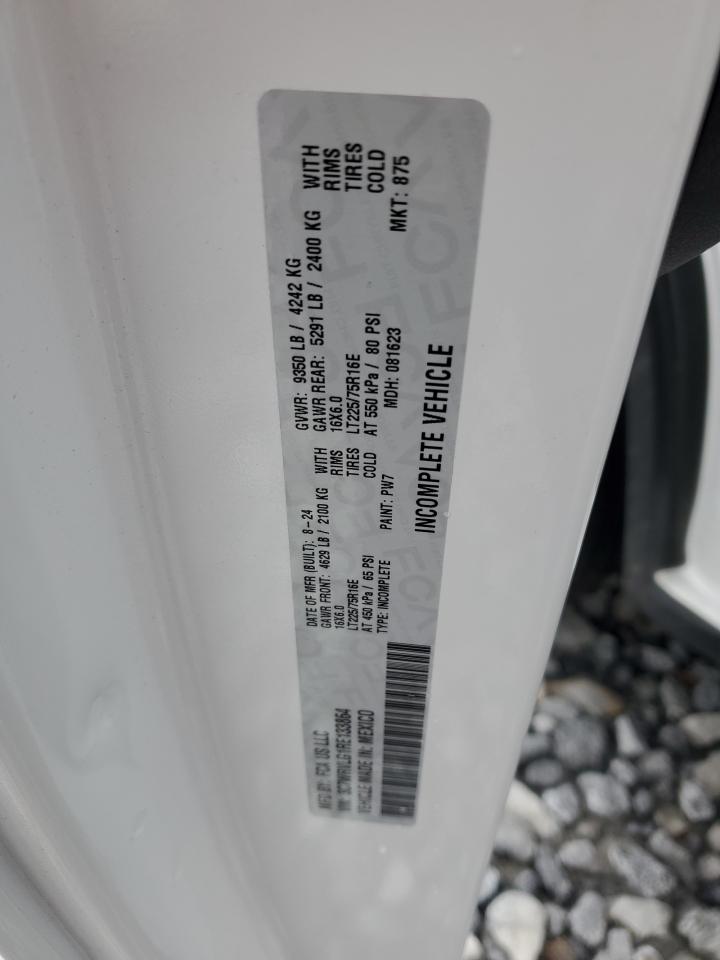 MFD BY: FCA US LLC
DATE OF MFR (BUILT): 8-24
GVWR: 9350 LB / 4242 KG
GAWR FRONT: 4629 LB / 2100 KG WITH
16X6.0 RIMS
LT225/75R16E TIRES
AT 450 kPa / 65 PSI COLD
GAWR REAR: 5291 LB / 2400 KG WITH
16X6.0 RIMS
LT225/75R16E TIRES
AT 550 kPa / 80 PSI COLD
VIN: 3C7WRVLG1RE133864
TYPE: INCOMPLETE
PAINT: PW7
MDH: 081623
MKT: 875
VEHICLE MADE IN: MEXICO
INCOMPLETE VEHICLE
FCA